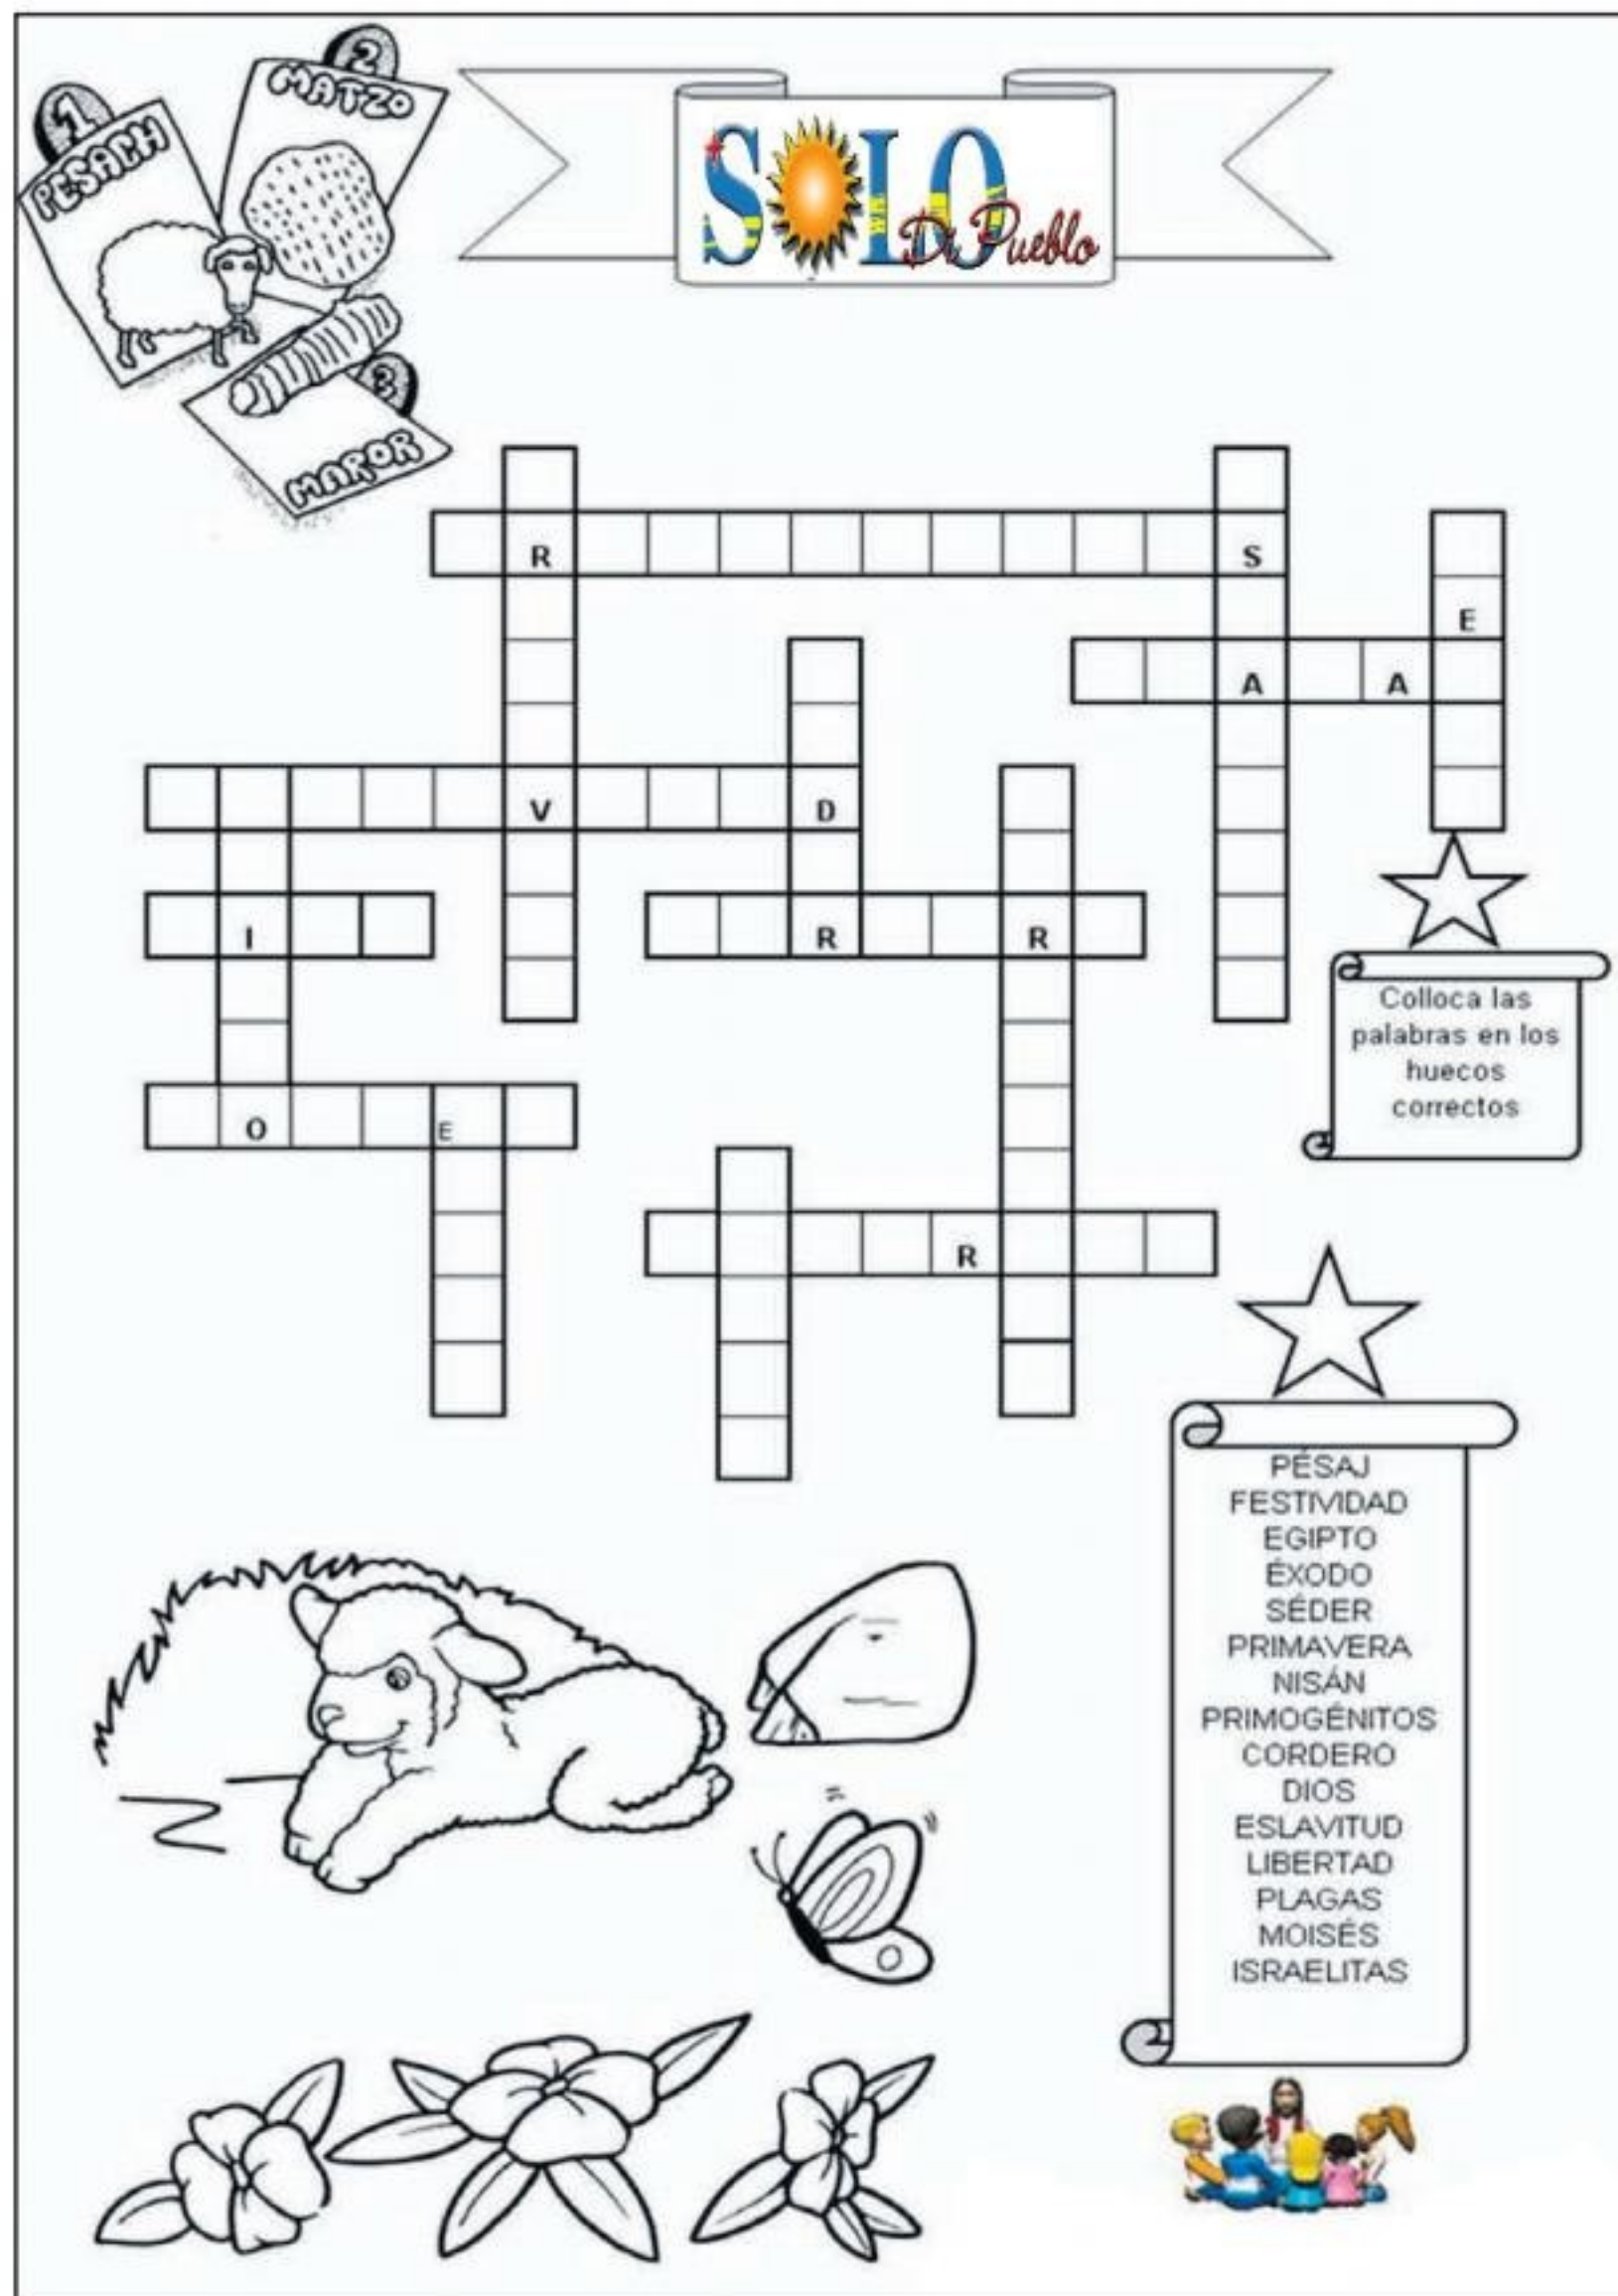 1
PESACH
2
MATZO
3
MAROR
SOLO
Di Pueblo
R
S
E
A A
V D
I R R
O E
R
Colloca las
palabras en los
huecos
correctos
PÉSAJ
FESTIVIDAD
EGIPTO
ÉXODO
SÉDER
PRIMAVERA
NISÁN
PRIMOGÉNITOS
CORDERO
DIOS
ESLAVITUD
LIBERTAD
PLAGAS
MOISÉS
ISRAELITAS